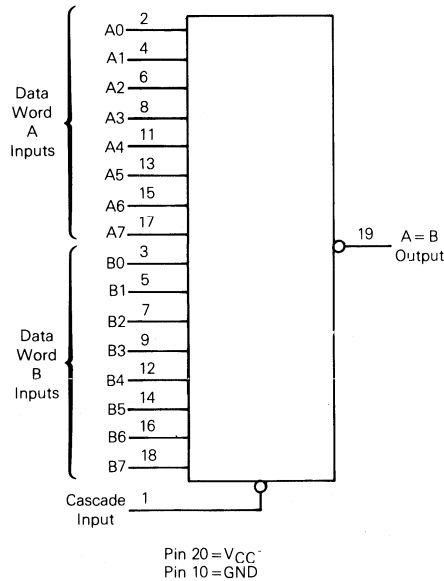 A0 2
A1 4
A2 6
A3 8
A4 11
A5 13
A6 15
A7 17
Data
Word
A
Inputs
B0 3
B1 5
B2 7
B3 9
B4 12
B5 14
B6 16
B7 18
Data
Word
B
Inputs
19 A=B
Output
Cascade 1
Input
Pin 20=VCC
Pin 10=GND